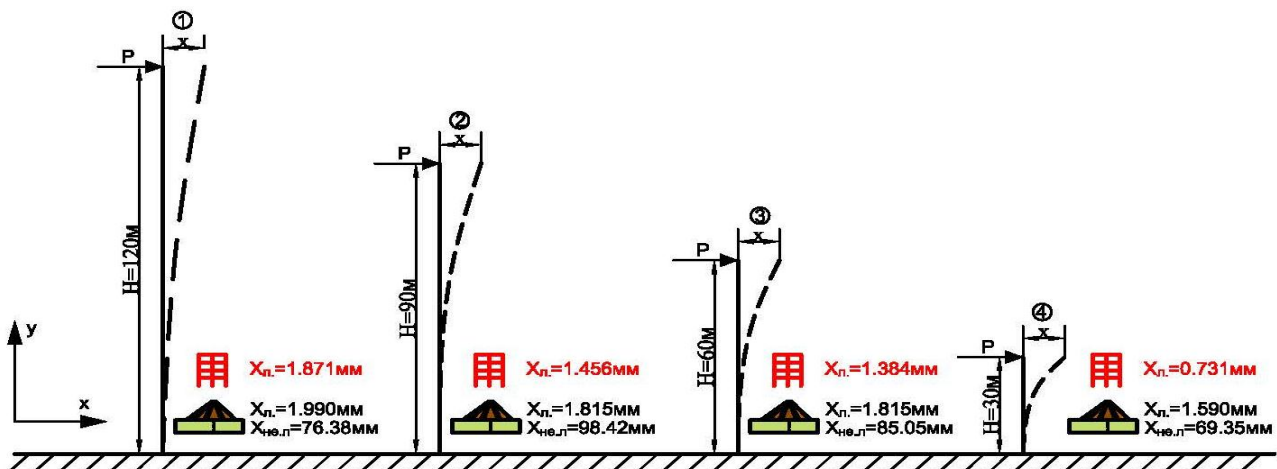 ①
x
P
H=120м
②
x
P
H=90м
③
x
P
H=60м
④
x
P
H=30м
y
x
Xл.=1.871мм
Xл.=1.990мм
Xне.л=76.38мм
Xл.=1.456мм
Xл.=1.815мм
Xне.л=98.42мм
Xл.=1.384мм
Xл.=1.815мм
Xне.л=85.05мм
Xл.=0.731мм
Xл.=1.590мм
Xне.л=69.35мм